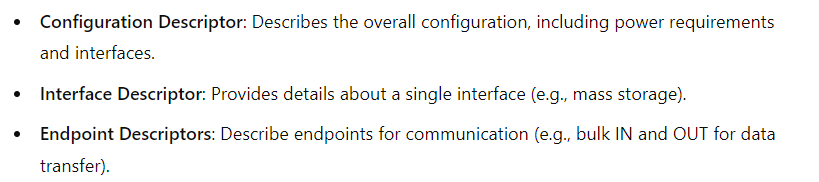 • Configuration Descriptor: Describes the overall configuration, including power requirements
and interfaces.
• Interface Descriptor: Provides details about a single interface (e.g., mass storage).
• Endpoint Descriptors: Describe endpoints for communication (e.g., bulk IN and OUT for data
transfer).